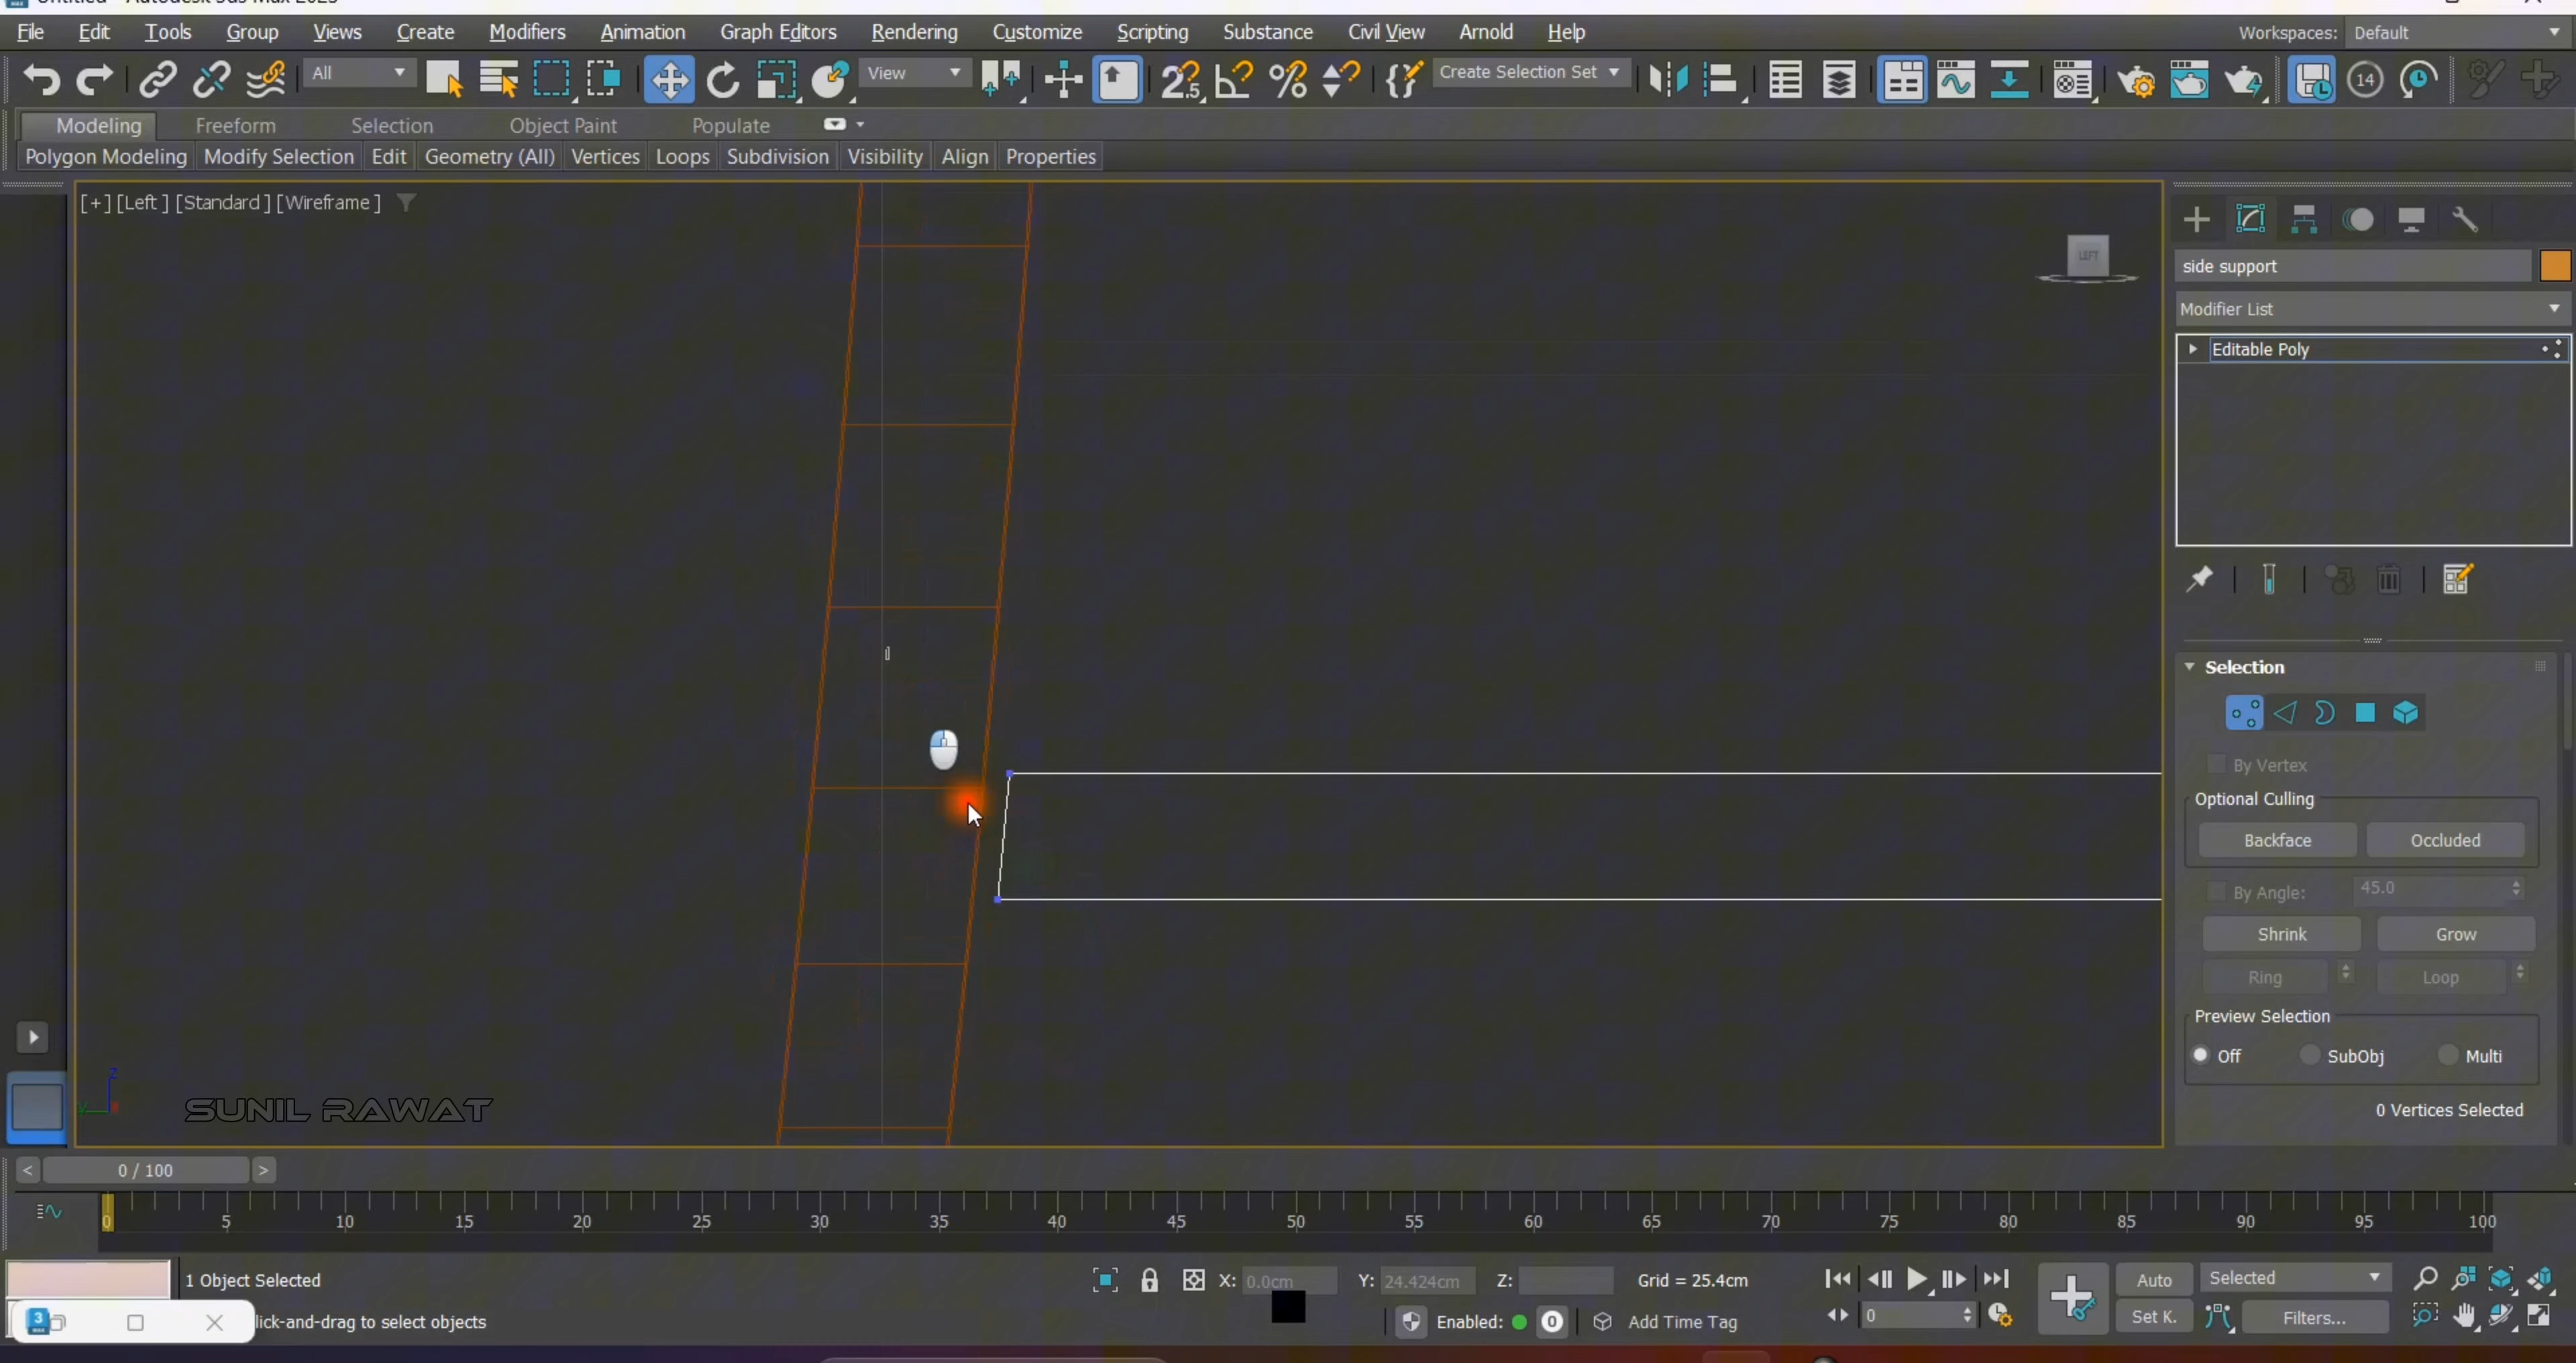 File Edit Tools Group Views Create Modifiers Animation Graph Editors Rendering Customize Scripting Substance Civil View Arnold Help Workspaces: Default
All View 2.5 Create Selection Set 14
Modeling Freeform Selection Object Paint Populate
Polygon Modeling Modify Selection Edit Geometry (All) Vertices Loops Subdivision Visibility Align Properties
[+] [Left] [Standard] [Wireframe]
LEFT
side support
Modifier List
Editable Poly
Selection
By Vertex
Optional Culling
Backface Occluded
By Angle: 45.0
Shrink Grow
Ring Loop
Preview Selection
Off SubObj Multi
0 Vertices Selected
z
SUNIL RAWAT
< 0 / 100 >
0 5 10 15 20 25 30 35 40 45 50 55 60 65 70 75 80 85 90 95 100
1 Object Selected X: 0.0cm Y: 24.424cm Z: Grid = 25.4cm Auto Selected
3 lick-and-drag to select objects Enabled: 0 Add Time Tag 0 Set K. Filters...